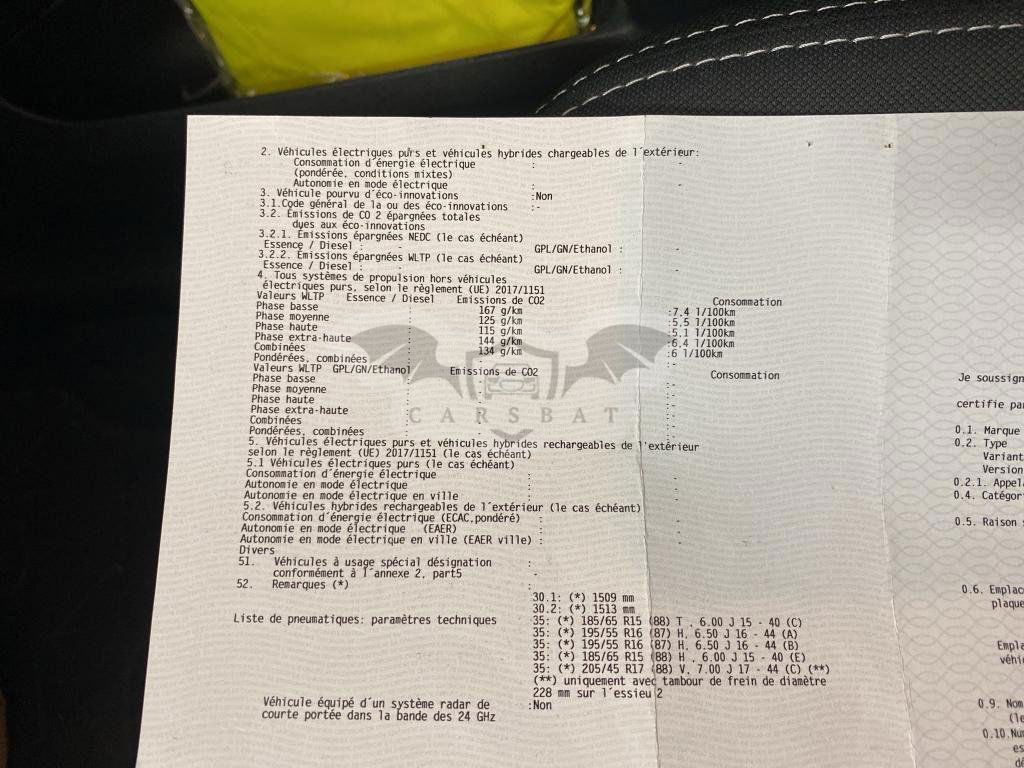 2. Véhicules électriques purs et véhicules hybrides chargeables de l´extérieur:
Consommation d´énergie électrique : -
(pondérée, conditions mixtes)
Autonomie en mode électrique : -
3. Véhicule pourvu d´éco-innovations :Non
3.1.Code général de la ou des éco-innovations :-
3.2. Émissions de CO 2 épargnées totales
dues aux éco-innovations
3.2.1. Émissions épargnées NEDC (le cas échéant)
Essence / Diesel : - GPL/GN/Ethanol : -
3.2.2. Émissions épargnées WLTP (le cas échéant)
Essence / Diesel : - GPL/GN/Ethanol : -
4. Tous systèmes de propulsion hors véhicules
électriques purs, selon le règlement (UE) 2017/1151
Valeurs WLTP Essence / Diesel Emissions de CO2 Consommation
Phase basse : 167 g/km :7.4 l/100km
Phase moyenne : 125 g/km :5.5 l/100km
Phase haute : 115 g/km :5.1 l/100km
Phase extra-haute : 144 g/km :6.4 l/100km
Combinées : 134 g/km :6 l/100km
Pondérées, combinées : - :-
Valeurs WLTP GPL/GN/Ethanol Emissions de CO2 Consommation
Phase basse : :-
Phase moyenne : :-
Phase haute : :-
Phase extra-haute : :-
Combinées : :-
Pondérées, combinées : :-
CARSBAT
5. Véhicules électriques purs et véhicules hybrides rechargeables de l´extérieur
selon le règlement (UE) 2017/1151 (le cas échéant)
5.1 Véhicules électriques purs (le cas échéant)
Consommation d´énergie électrique : -
Autonomie en mode électrique : -
Autonomie en mode électrique en ville : -
5.2. Véhicules hybrides rechargeables de l´extérieur (le cas échéant)
Consommation d´énergie électrique (ECAC,pondéré) : -
Autonomie en mode électrique (EAER) : -
Autonomie en mode électrique en ville (EAER ville) : -
Divers
51. Véhicules à usage spécial désignation :
conformément à l´annexe 2, part5 -
52. Remarques (*) :
30.1: (*) 1509 mm
30.2: (*) 1513 mm
Liste de pneumatiques: paramètres techniques
35: (*) 185/65 R15 (88) T , 6.00 J 15 - 40 (C)
35: (*) 195/55 R16 (87) H, 6.50 J 16 - 44 (A)
35: (*) 195/55 R16 (87) H, 6.50 J 16 - 44 (B)
35: (*) 185/65 R15 (88) H , 6.00 J 15 - 40 (E)
35: (*) 205/45 R17 (88) V, 7.00 J 17 - 44 (C) (**)
(**) uniquement avec tambour de frein de diamètre
228 mm sur l´essieu 2
Véhicule équipé d´un système radar de :Non
courte portée dans la bande des 24 GHz
Je soussign
certifie pa
0.1. Marque
0.2. Type
Variant
Version
0.2.1. Appel
0.4. Catégor
0.5. Raison
0.6. Emplac
plaque
Empla
véhi
0.9. Nom
(le
0.10.Num
es
dé